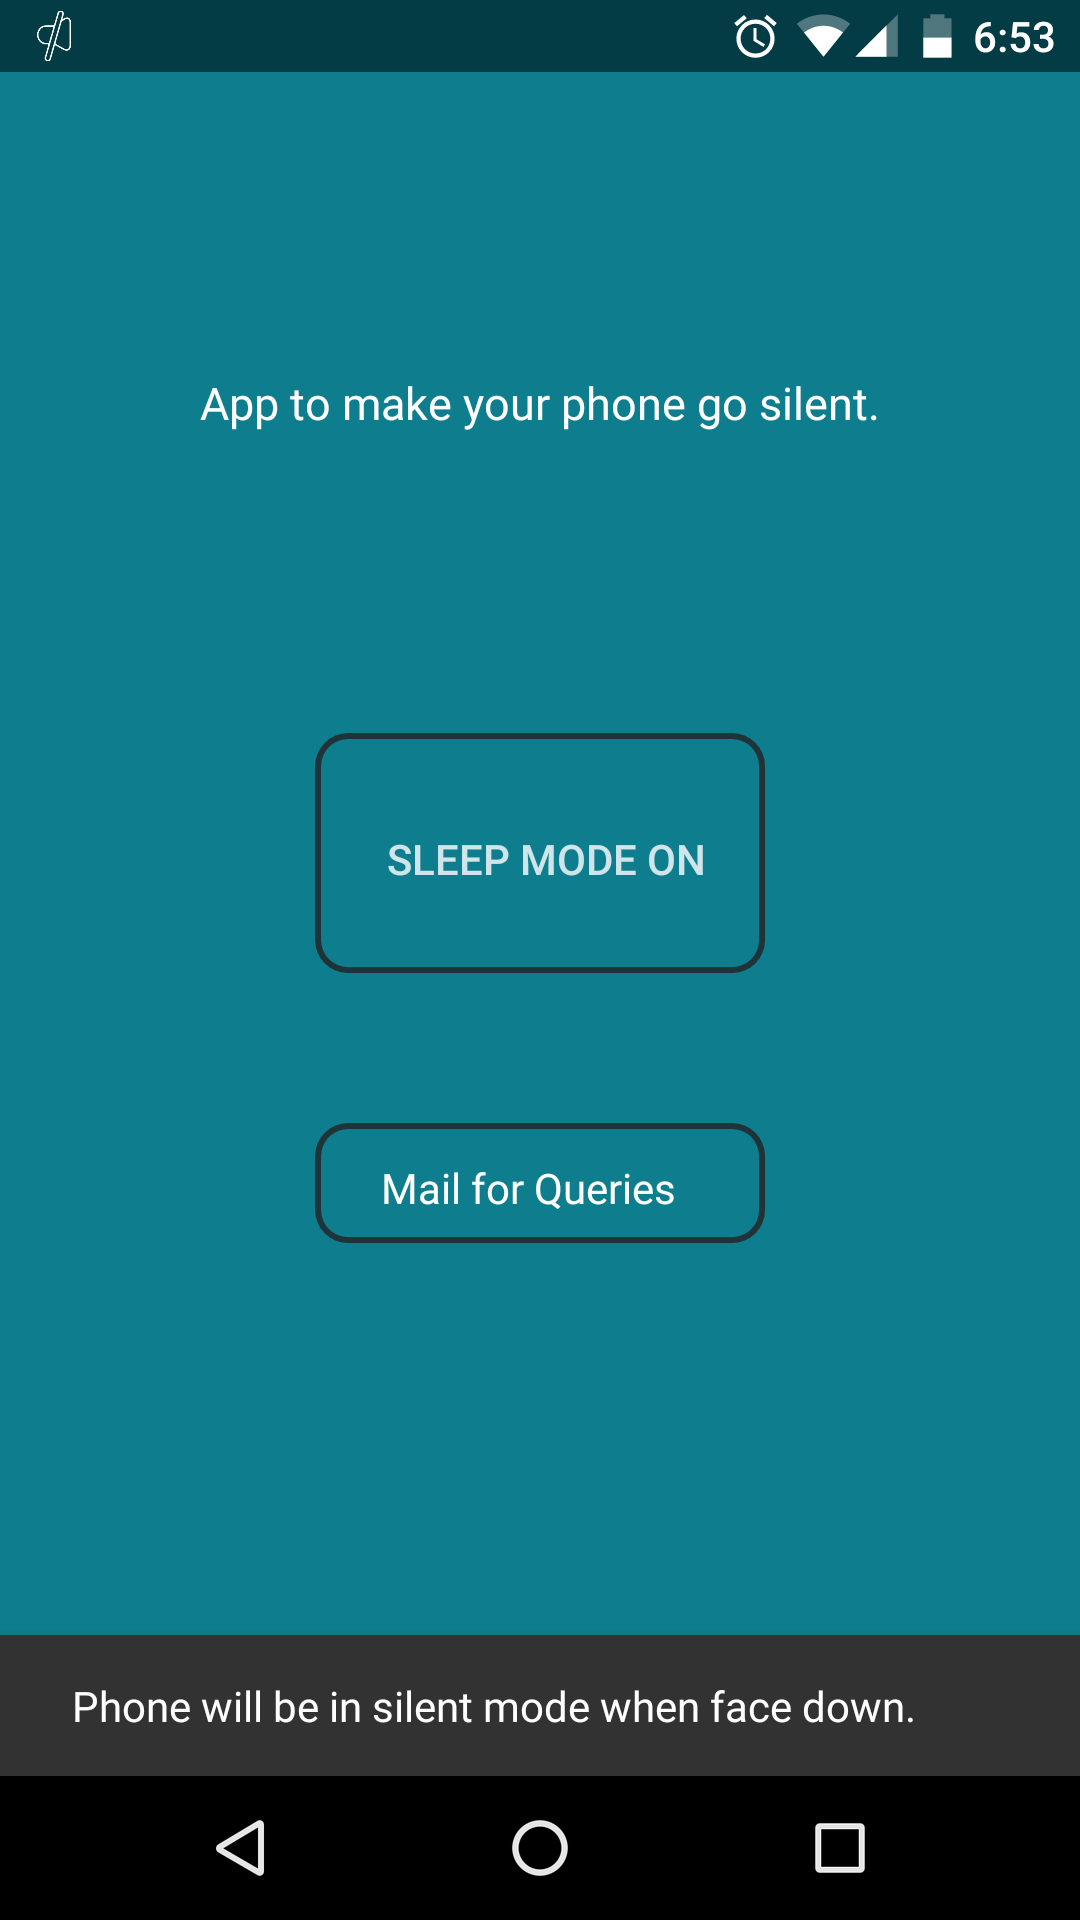 6:53
App to make your phone go silent.
SLEEP MODE ON
Mail for Queries
Phone will be in silent mode when face down.